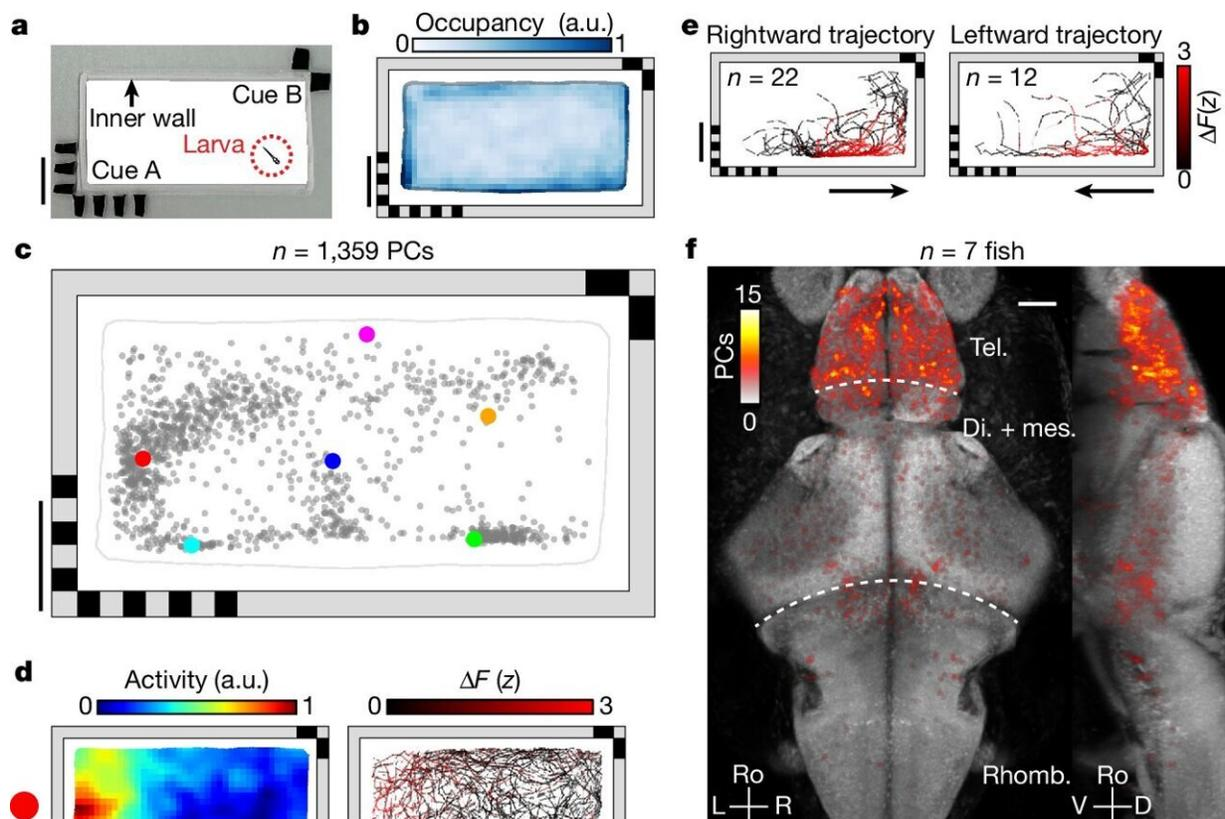 a
Inner wall
Cue B
Larva
Cue A
b
Occupancy (a.u.)
0 1
c
n = 1,359 PCs
d
Activity (a.u.)
0 1
ΔF (z)
0 3
e
Rightward trajectory
n = 22
Leftward trajectory
n = 12
3
ΔF(z)
0
f
n = 7 fish
15
PCs
0
Tel.
Di. + mes.
Rhomb.
Ro
L R
Ro
V D